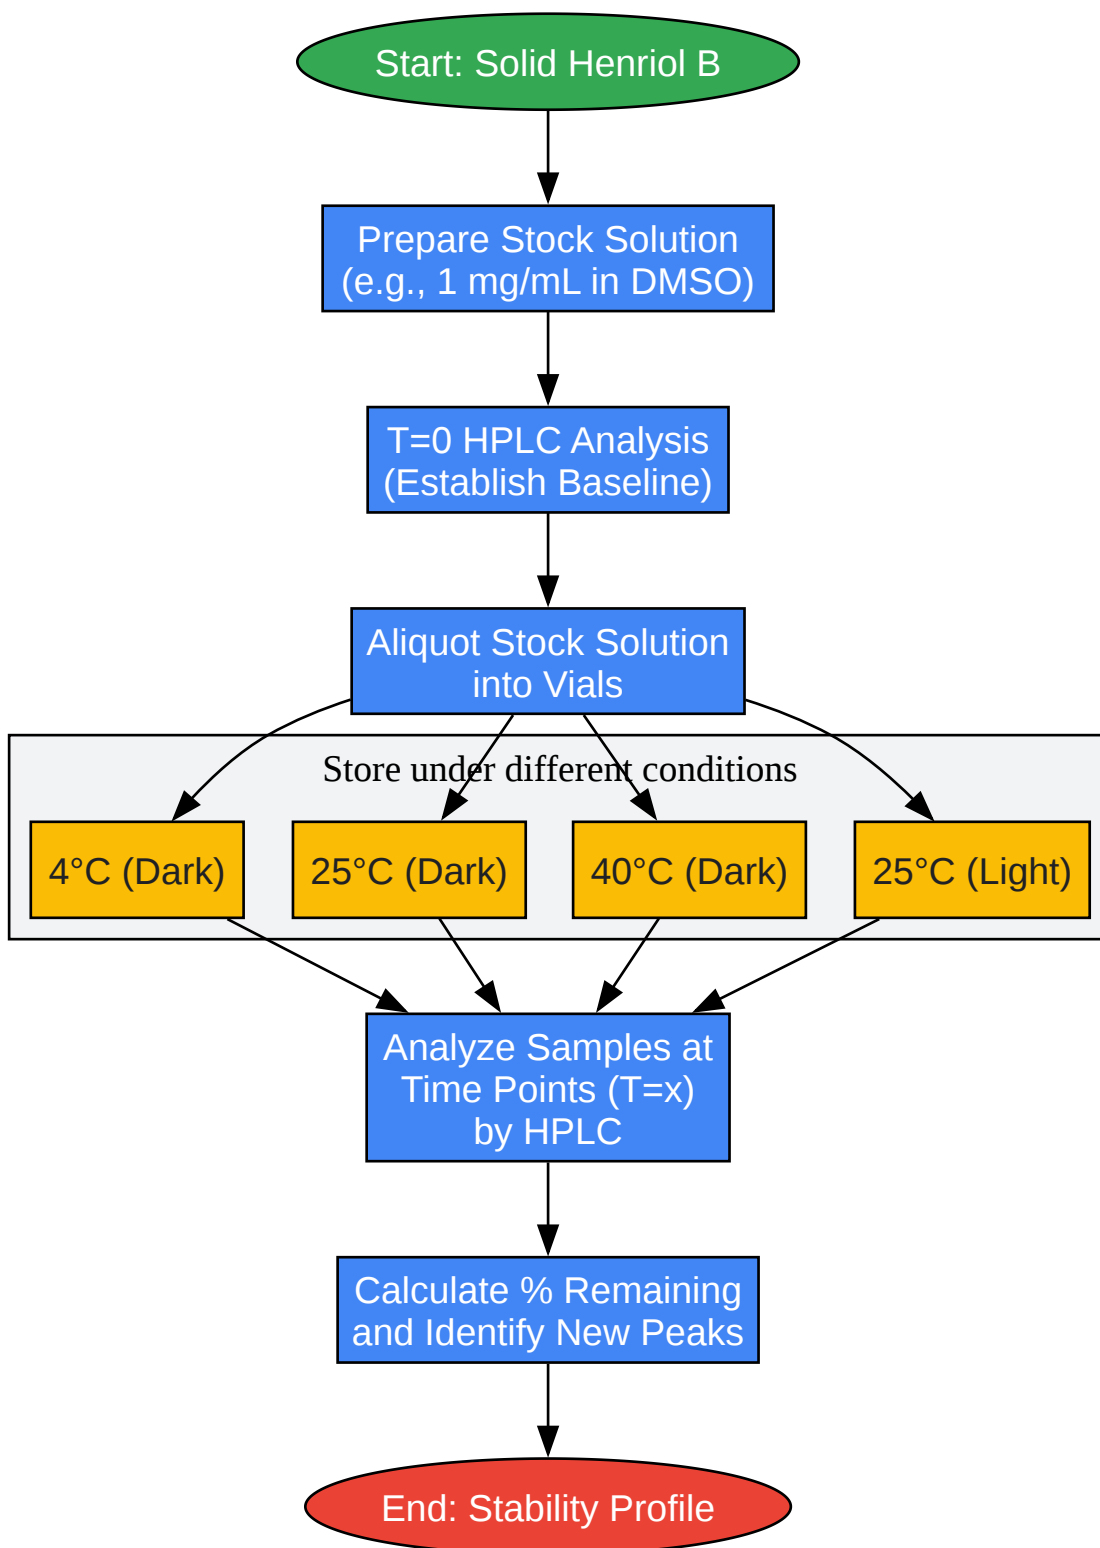 Start: Solid Henriol B
Prepare Stock Solution
(e.g., 1 mg/mL in DMSO)
T=0 HPLC Analysis
(Establish Baseline)
Aliquot Stock Solution
into Vials
Store under different conditions
4°C (Dark)
25°C (Dark)
40°C (Dark)
25°C (Light)
Analyze Samples at
Time Points (T=x)
by HPLC
Calculate % Remaining
and Identify New Peaks
End: Stability Profile